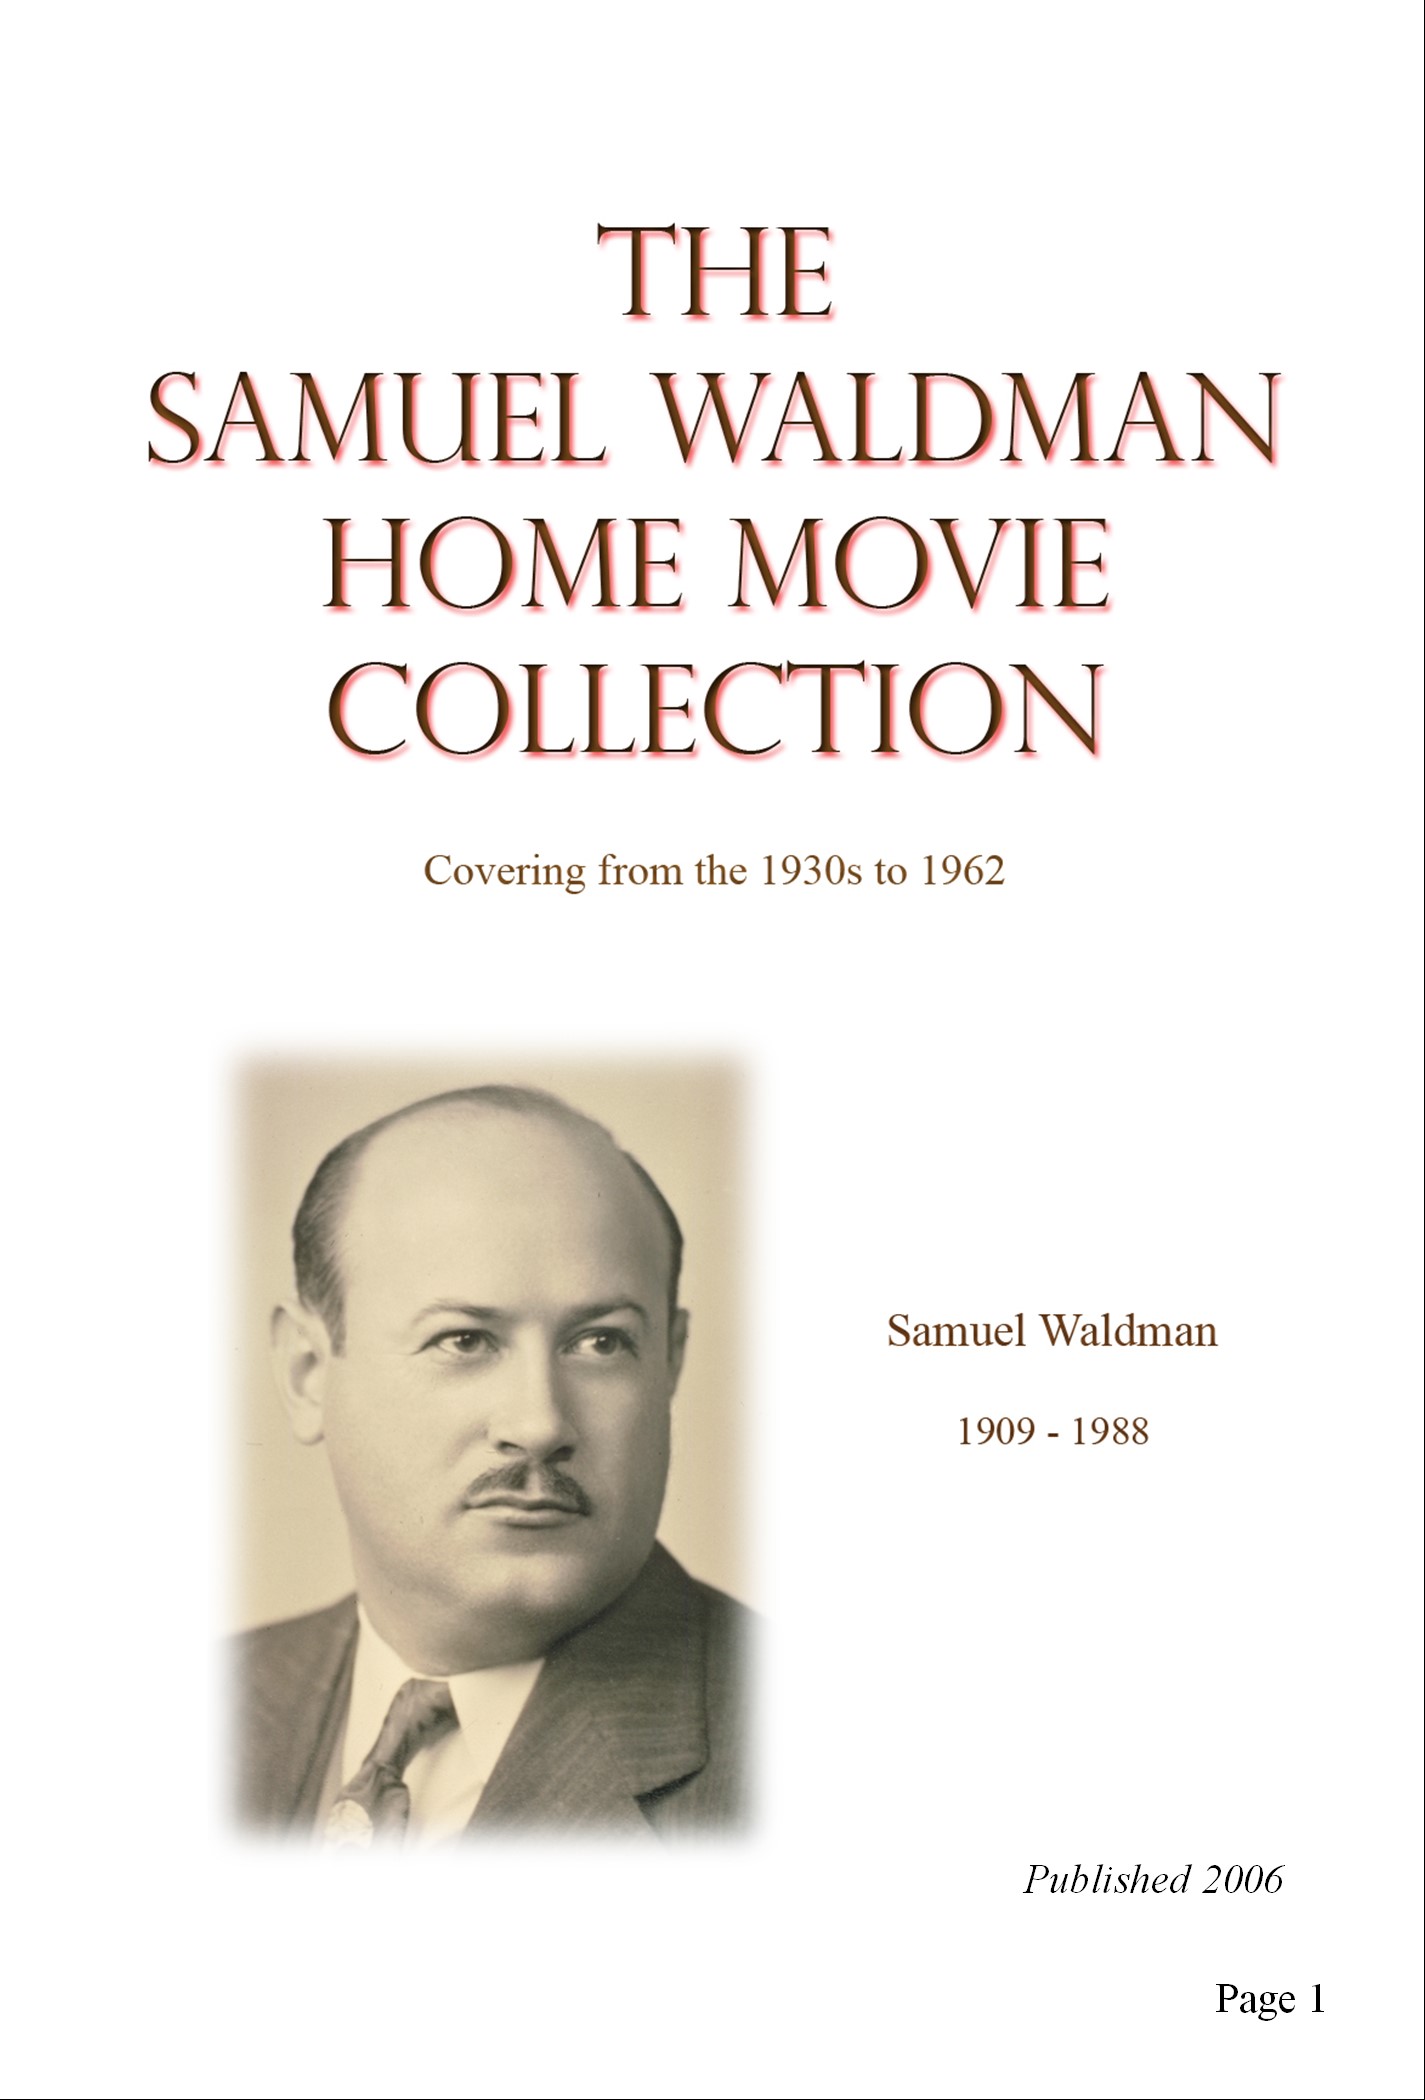 THE
SAMUEL WALDMAN
HOME MOVIE
COLLECTION
Covering from the 1930s to 1962
Samuel Waldman
1909 - 1988
Published 2006
Page 1